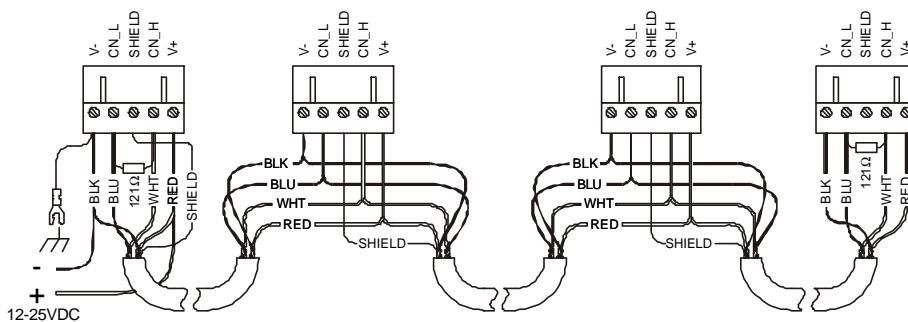 V- CN_L SHIELD CN_H V+
V- CN_L SHIELD CN_H V+
V- CN_L SHIELD CN_H V+
V- CN_L SHIELD CN_H V+
BLK BLU 121Ω WHT RED SHIELD
BLK
BLU
WHT
RED
SHIELD
BLK
BLU
WHT
RED
SHIELD
BLK BLU 121Ω WHT RED
-
+
12-25VDC